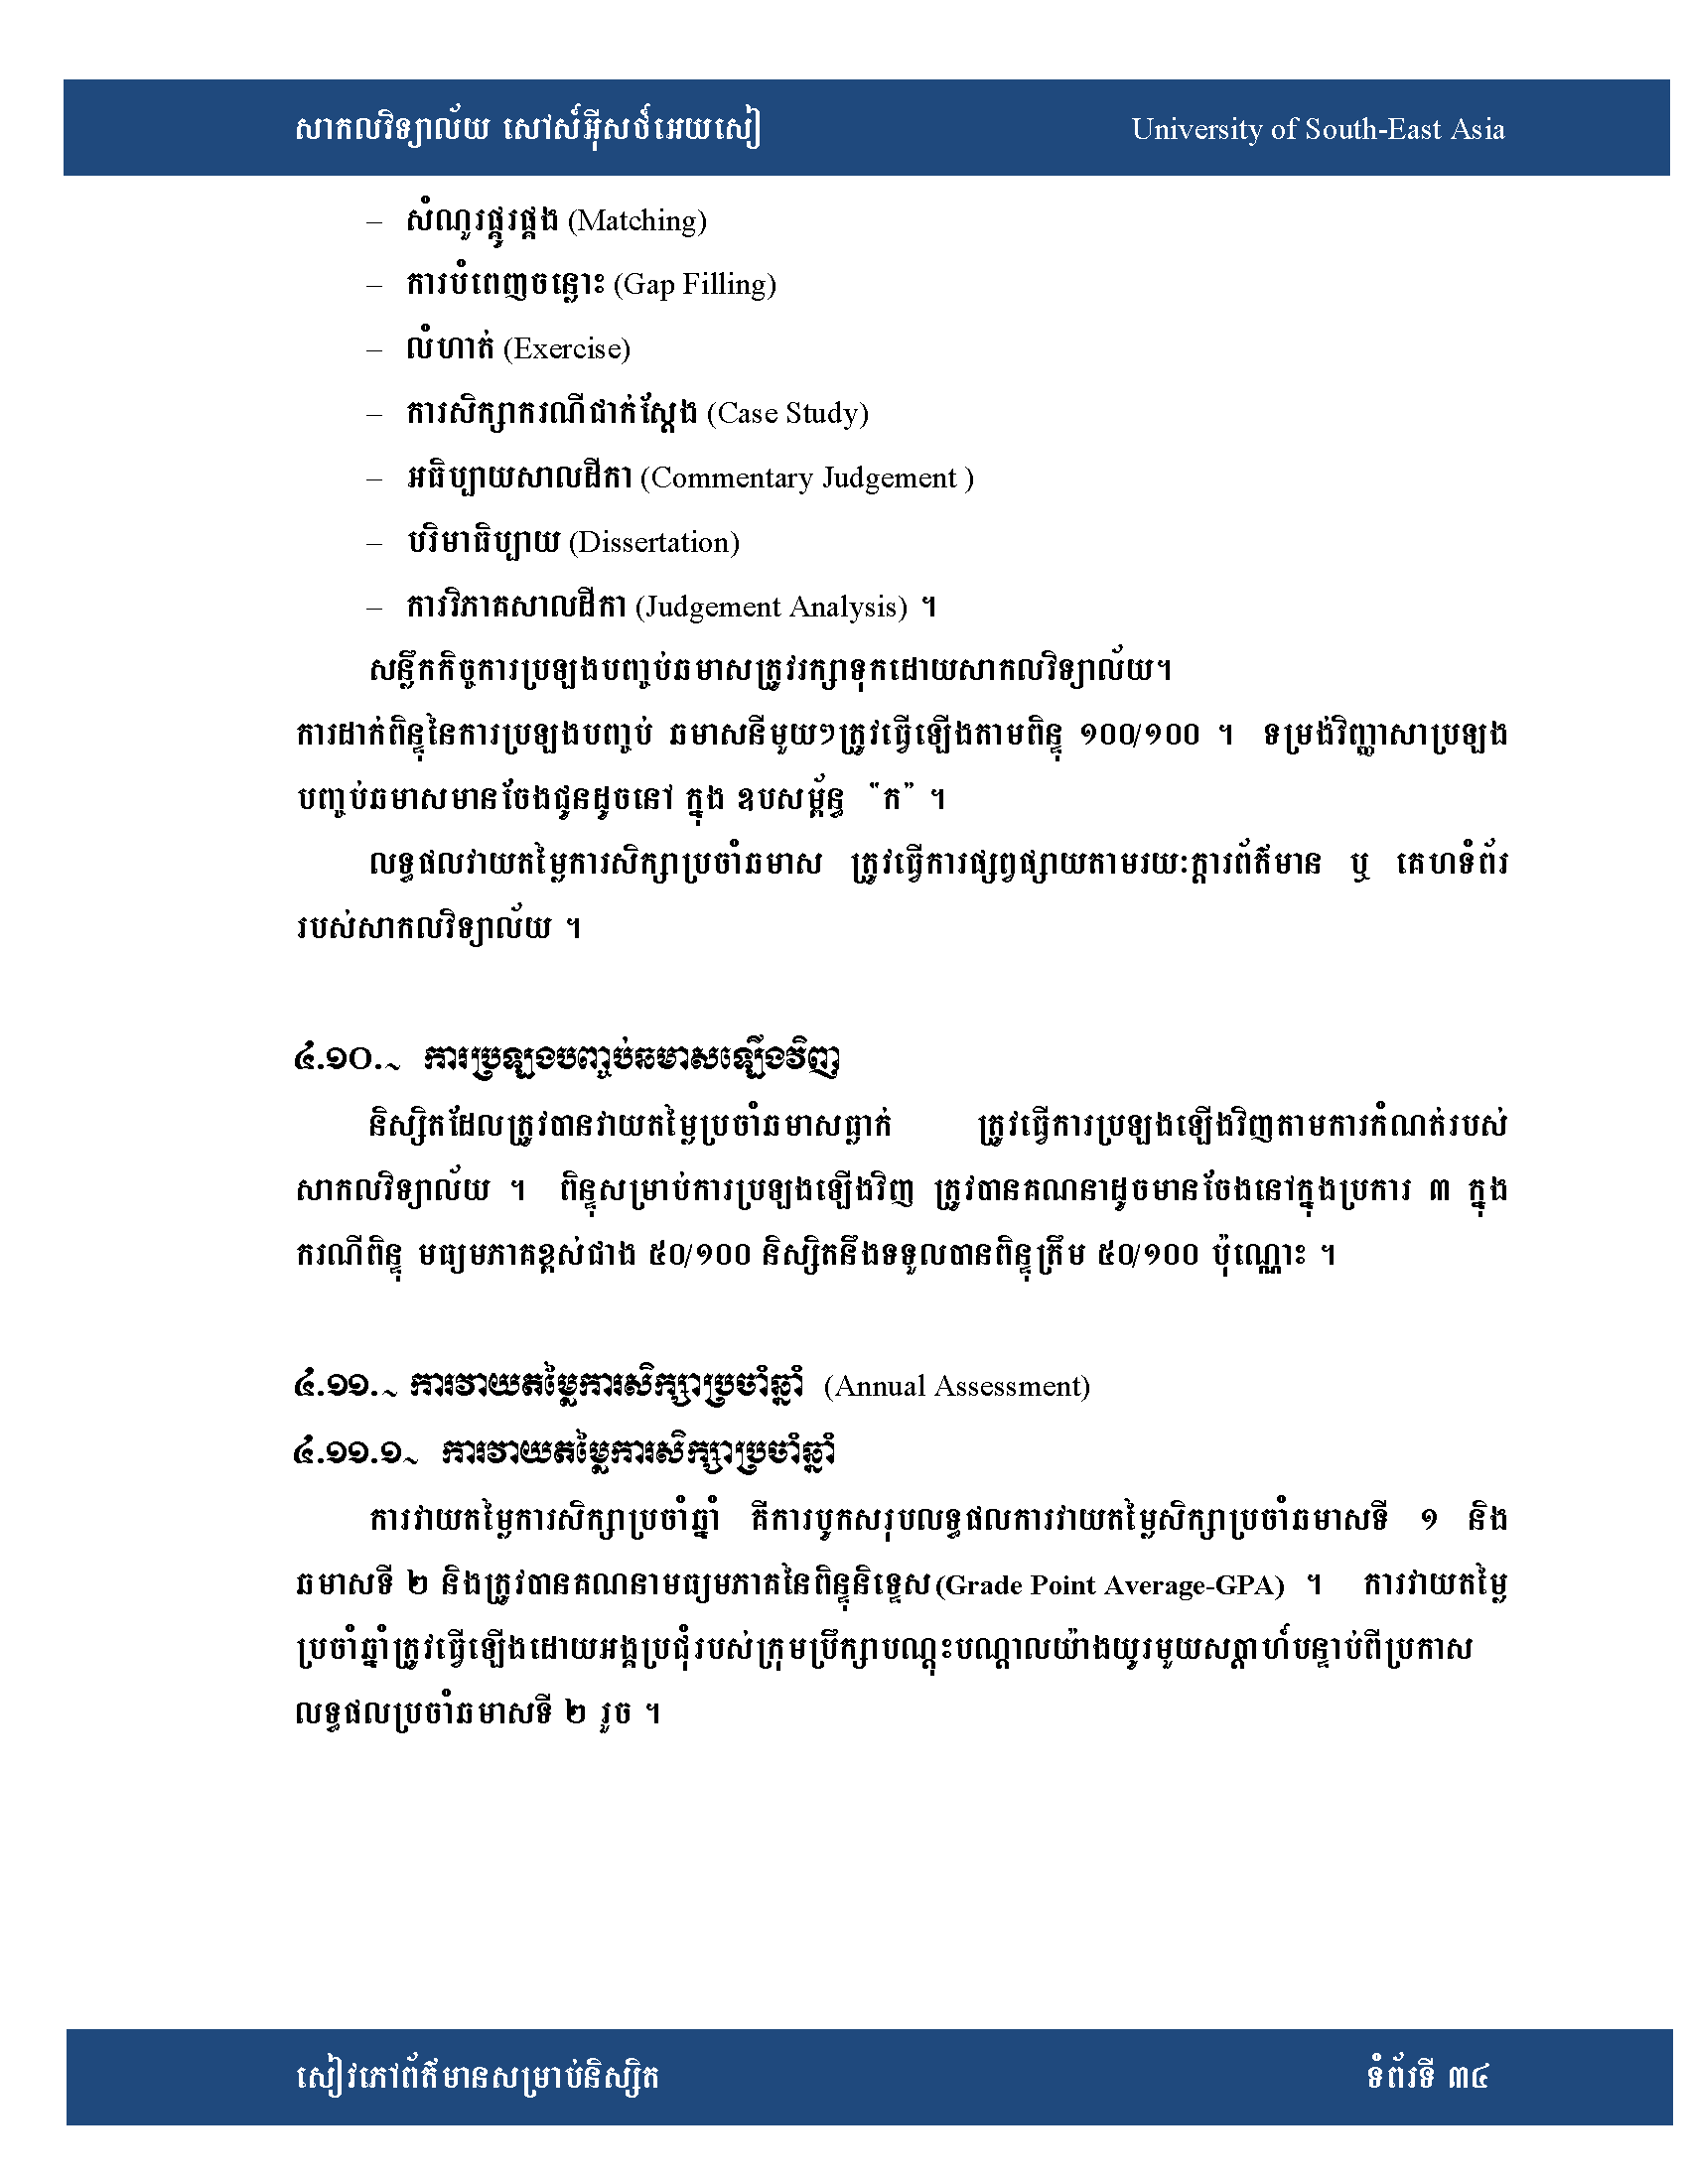 សាកលវិទ្យាល័យ សៅស៍អ៊ីសថ៍អេយសៀ University of South-East Asia
– សំណួរផ្គូរផ្គង (Matching)
– ការបំពេញចន្លោះ (Gap Filling)
– លំហាត់ (Exercise)
– ការសិក្សាករណីជាក់ស្តែង (Case Study)
– អធិប្បាយសាលដីកា (Commentary Judgement )
– បរិមាធិប្បាយ (Dissertation)
– ការវិភាគសាលដីកា (Judgement Analysis) ។
សន្លឹកកិច្ចការប្រឡងបញ្ចប់ឆមាសត្រូវរក្សាទុកដោយសាកលវិទ្យាល័យ។
ការដាក់ពិន្ទុនៃការប្រឡងបញ្ចប់ ឆមាសនីមួយៗត្រូវធ្វើឡើងតាមពិន្ទុ ១០០/១០០ ។ ទម្រង់វិញ្ញាសាប្រឡង
បញ្ចប់ឆមាសមានចែងជូនដូចនៅ ក្នុង ឧបសម្ព័ន្ធ “ក” ។
លទ្ធផលវាយតម្លៃការសិក្សាប្រចាំឆមាស ត្រូវធ្វើការផ្សព្វផ្សាយតាមរយៈក្តារព័ត៌មាន ឬ គេហទំព័រ
របស់សាកលវិទ្យាល័យ ។
៤.១០.~ ការប្រឡងបញ្ចប់ឆមាសឡើងវិញ
និស្សិតដែលត្រូវបានវាយតម្លៃប្រចាំឆមាសធ្លាក់ ត្រូវធ្វើការប្រឡងឡើងវិញតាមការកំណត់របស់
សាកលវិទ្យាល័យ ។ ពិន្ទុសម្រាប់ការប្រឡងឡើងវិញ ត្រូវបានគណនាដូចមានចែងនៅក្នុងប្រការ ៣ ក្នុង
ករណីពិន្ទុ មធ្យមភាគខ្ពស់ជាង ៥០/១០០ និស្សិតនឹងទទួលបានពិន្ទុត្រឹម ៥០/១០០ ប៉ុណ្ណោះ ។
៤.១១.~ ការវាយតម្លៃការសិក្សាប្រចាំឆ្នាំ (Annual Assessment)
៤.១១.១~ ការវាយតម្លៃការសិក្សាប្រចាំឆ្នាំ
ការវាយតម្លៃការសិក្សាប្រចាំឆ្នាំ គឺការបូកសរុបលទ្ធផលការវាយតម្លៃសិក្សាប្រចាំឆមាសទី ១ និង
ឆមាសទី ២ និងត្រូវបានគណនាមធ្យមភាគនៃពិន្ទុនិទ្ទេស(Grade Point Average-GPA) ។ ការវាយតម្លៃ
ប្រចាំឆ្នាំត្រូវធ្វើឡើងដោយអង្គប្រជុំរបស់ក្រុមប្រឹក្សាបណ្តុះបណ្តាលយ៉ាងយូរមួយសប្តាហ៍បន្ទាប់ពីប្រកាស
លទ្ធផលប្រចាំឆមាសទី ២ រួច ។
សៀវភៅព័ត៌មានសម្រាប់និស្សិត ទំព័រទី ៣៤